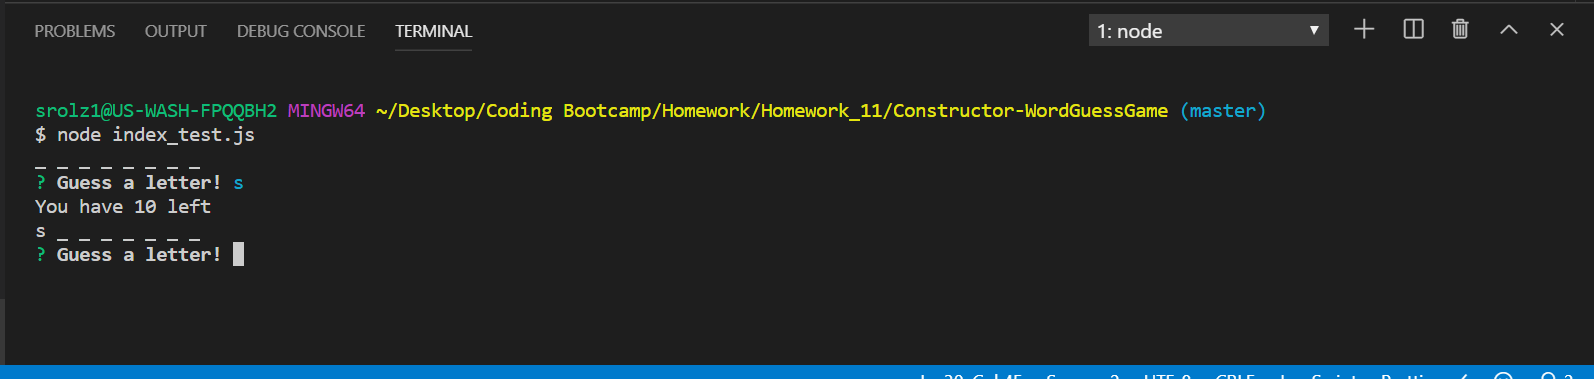 PROBLEMS OUTPUT DEBUG CONSOLE TERMINAL 1: node
srolz1@US-WASH-FPQQBH2 MINGW64 ~/Desktop/Coding Bootcamp/Homework/Homework_11/Constructor-WordGuessGame (master)
$ node index_test.js
_ _ _ _ _ _ _ _
? Guess a letter! s
You have 10 left
s _ _ _ _ _ _ _
? Guess a letter!